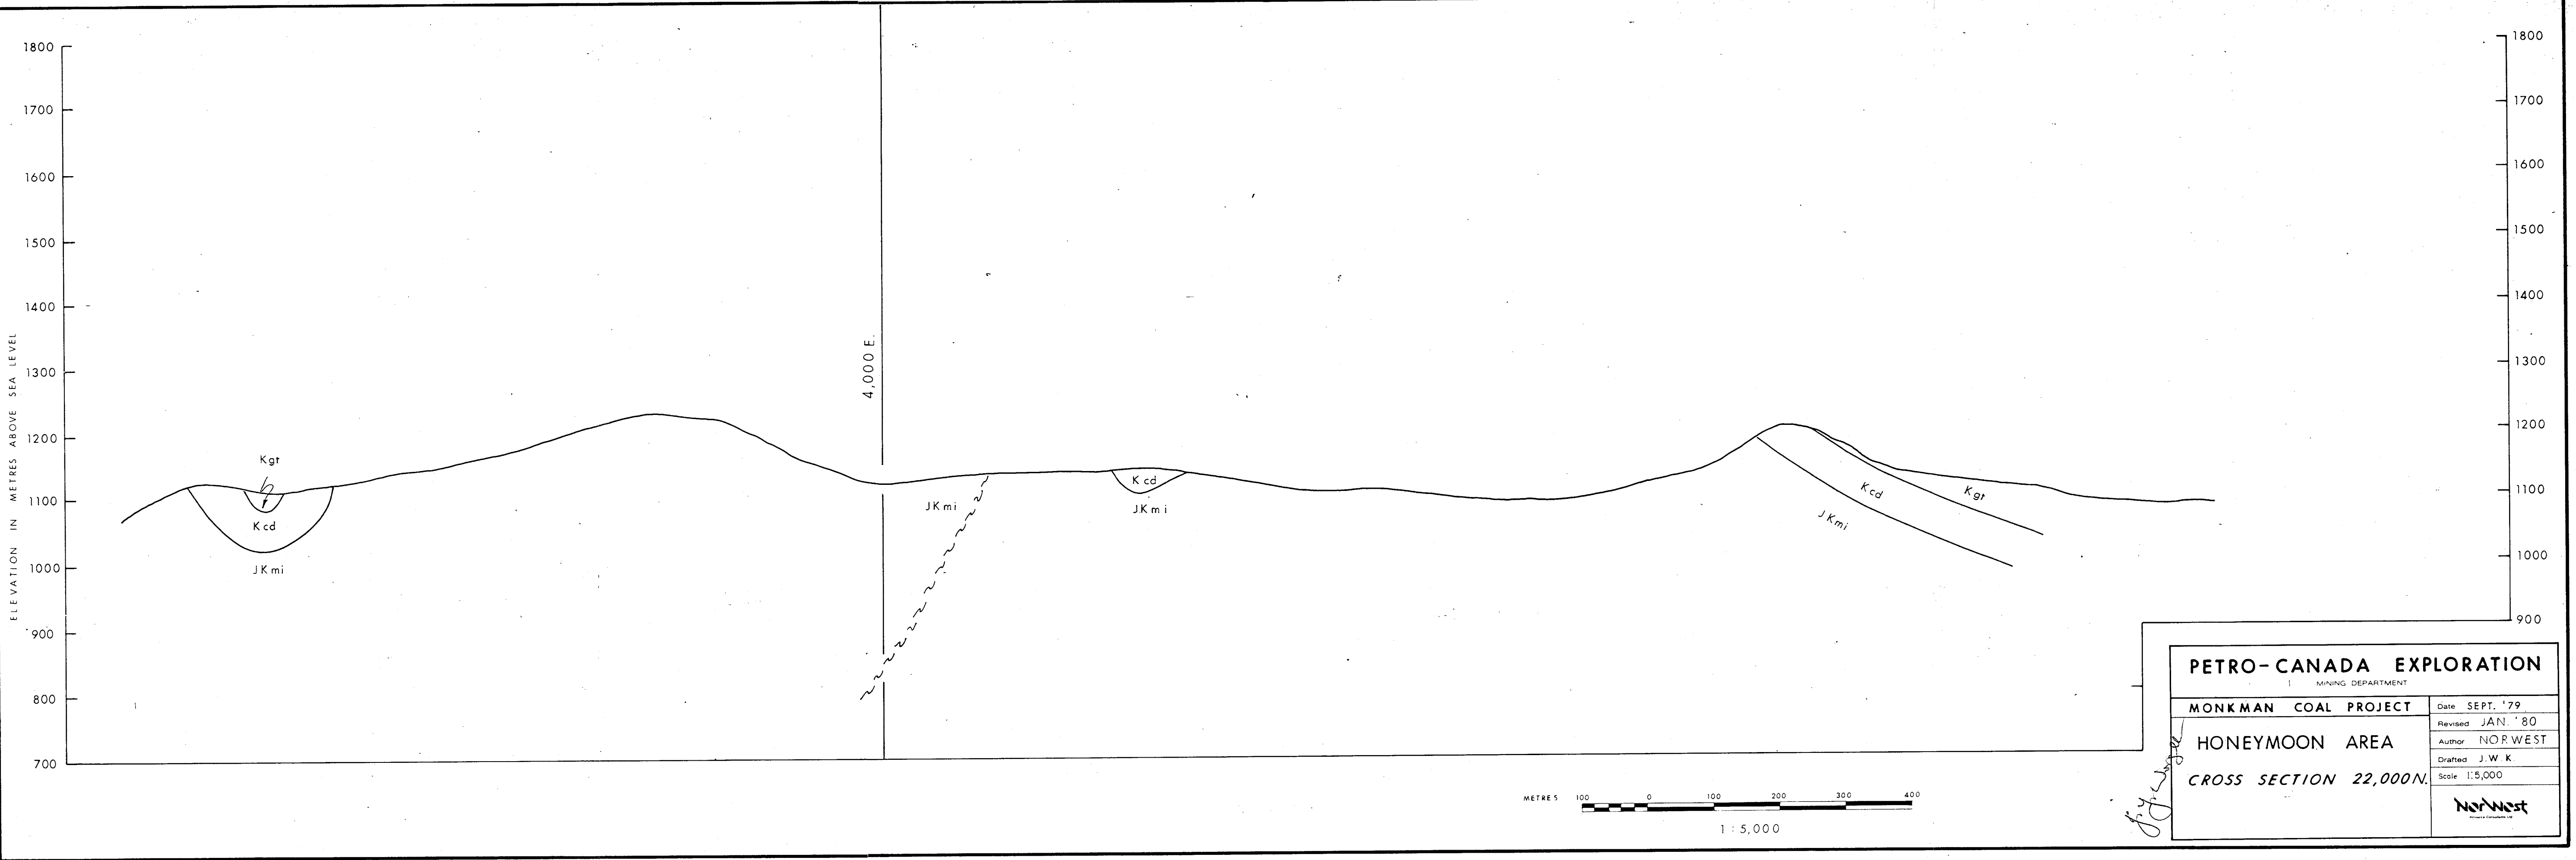 1800
1700
1600
1500
1400
1300
1200
1100
1000
900
800
700
ELEVATION IN METRES ABOVE SEA LEVEL
4,000 E.
Kgt
Kcd
JKmi
JKmi
Kcd
JKmi
Kcd
Kgt
JKmi
1800
1700
1600
1500
1400
1300
1200
1100
1000
900
METRES 100 0 100 200 300 400
1 : 5,000
PETRO-CANADA EXPLORATION
MINING DEPARTMENT
MONKMAN COAL PROJECT
HONEYMOON AREA
CROSS SECTION 22,000N.
Date SEPT. '79
Revised JAN. '80
Author NORWEST
Drafted J.W.K.
Scale 1:5,000
NorWest